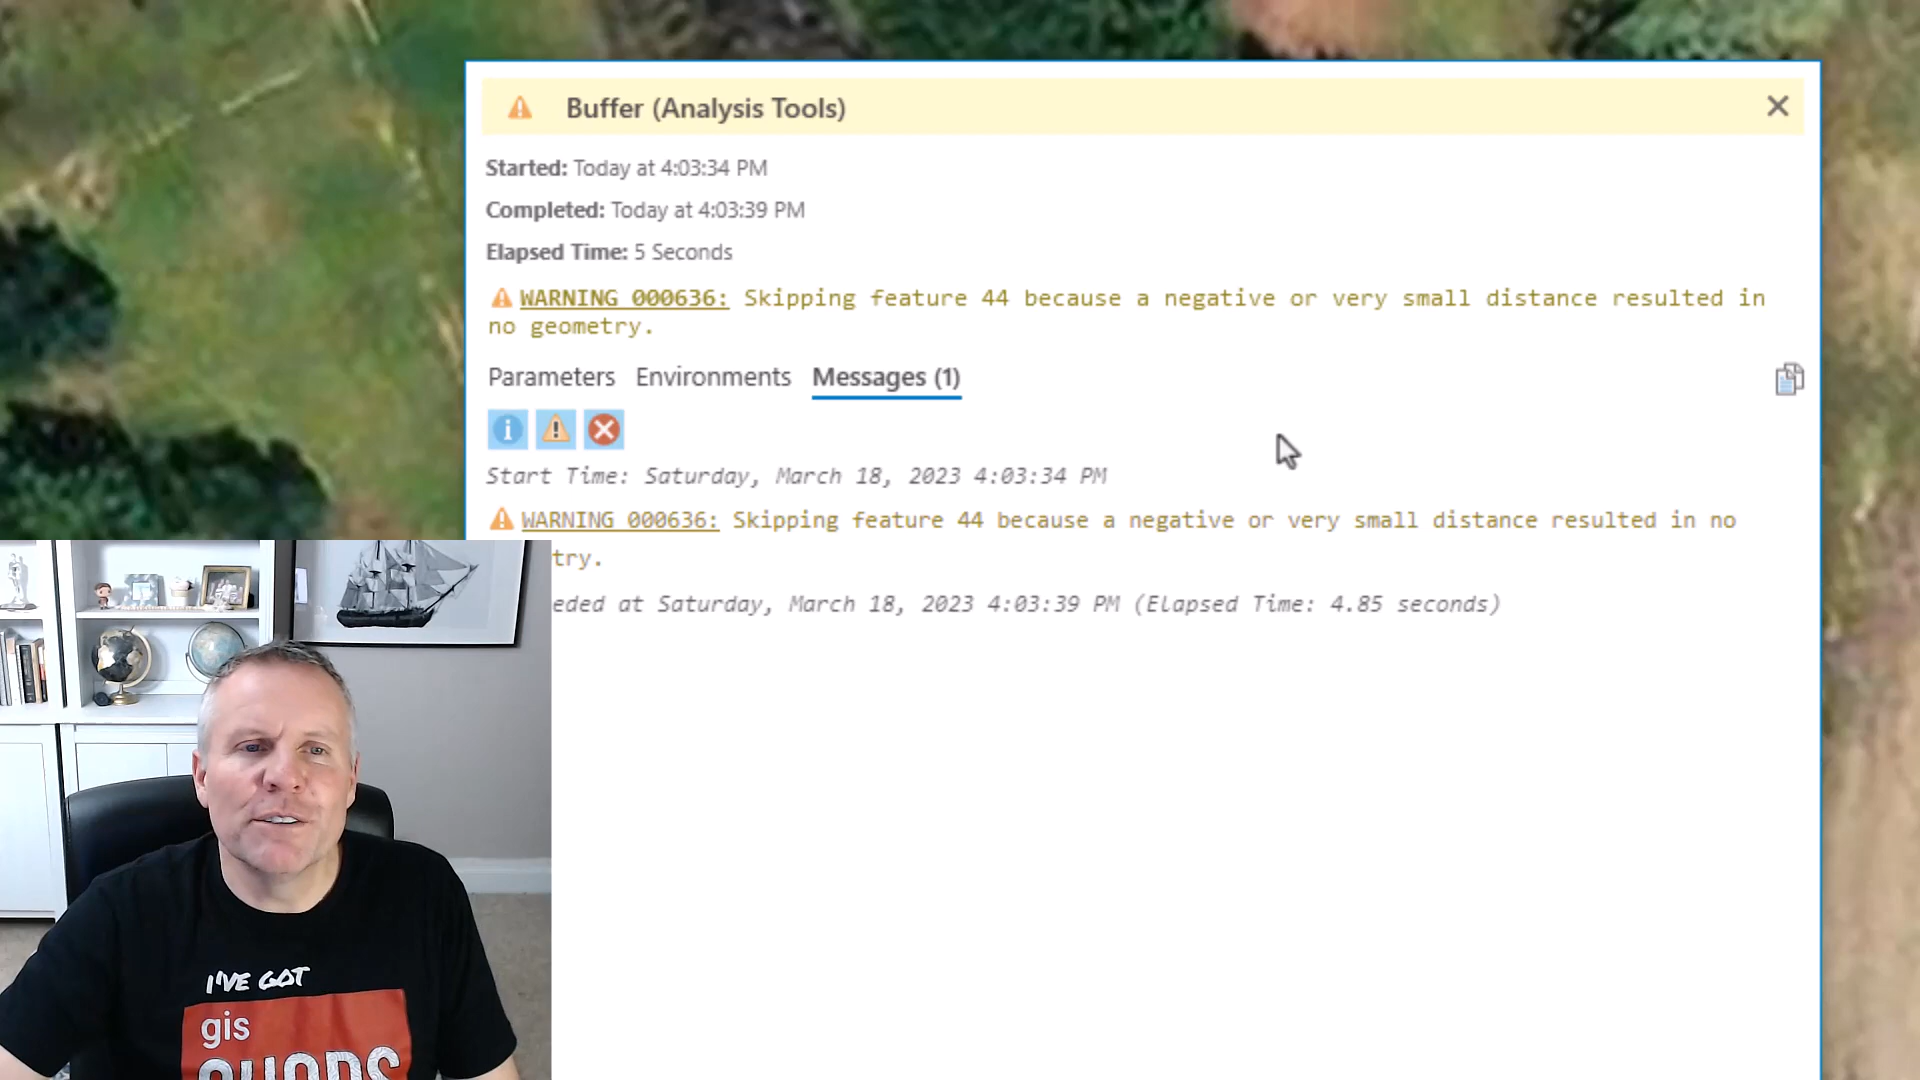 Buffer (Analysis Tools)
Started: Today at 4:03:34 PM
Completed: Today at 4:03:39 PM
Elapsed Time: 5 Seconds
WARNING 000636: Skipping feature 44 because a negative or very small distance resulted in
no geometry.
Parameters Environments Messages (1)
Start Time: Saturday, March 18, 2023 4:03:34 PM
WARNING 000636: Skipping feature 44 because a negative or very small distance resulted in no
try.
eded at Saturday, March 18, 2023 4:03:39 PM (Elapsed Time: 4.85 seconds)
I'VE GOT
gis
CHOPS